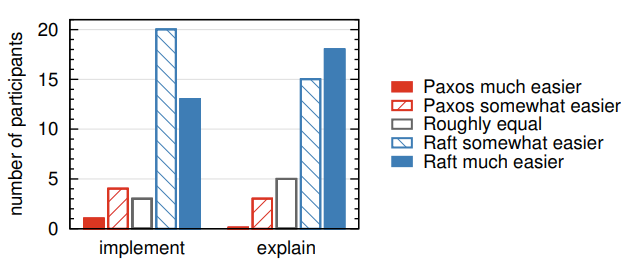 number of participants
20
15
10
5
0
implement
explain
Paxos much easier
Paxos somewhat easier
Roughly equal
Raft somewhat easier
Raft much easier